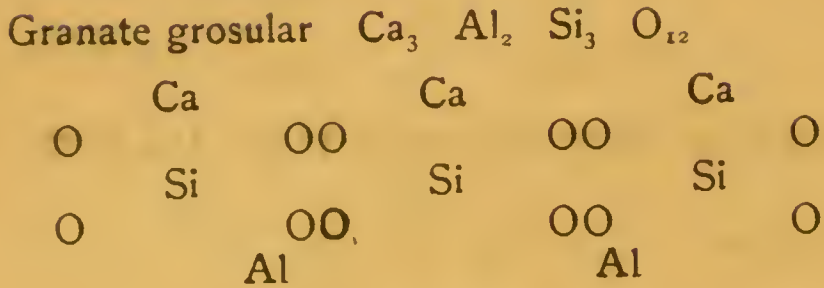 Granate grosular Ca₃ Al₂ Si₃ O₁₂
Ca Ca Ca
O OO OO O
Si Si Si
O OO. OO O
Al Al